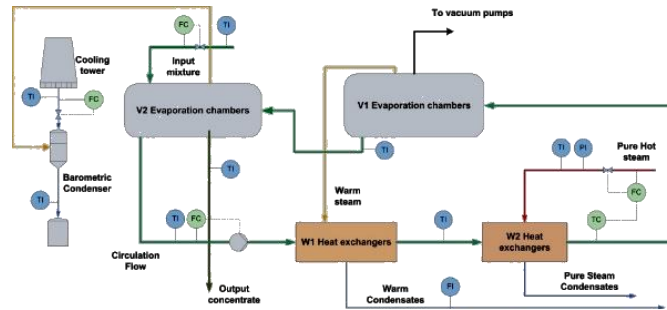 To vacuum pumps
FC
TI
Cooling
tower
Input
mixture
TI
FC
V2 Evaporation chambers
V1 Evaporation chambers
TI
TI
Barometric
Condenser
TI
Warm
steam
TI
PI
Pure Hot
steam
FC
TI
FC
TI
TC
Circulation
Flow
W1 Heat exchangers
W2 Heat
exchangers
Output
concentrate
Warm
Condensates
FI
Pure Steam
Condensates